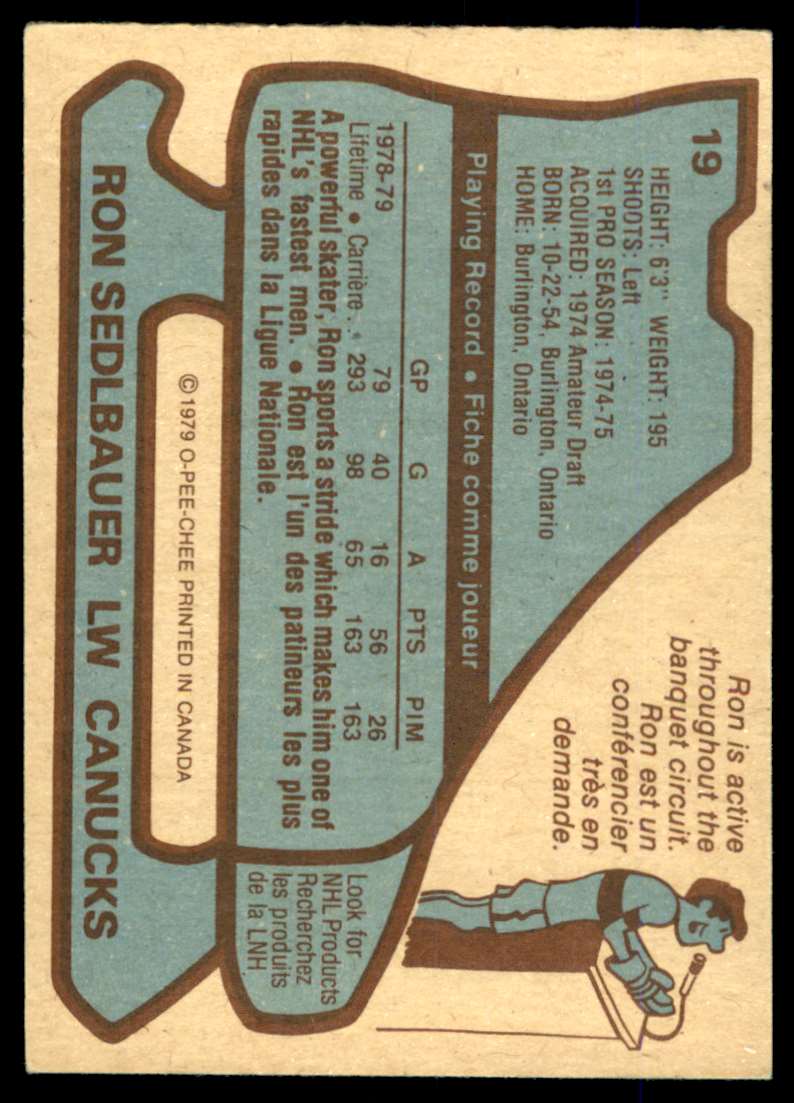 19
HEIGHT: 6'3" WEIGHT: 195
SHOOTS: Left
1st PRO SEASON: 1974-75
ACQUIRED: 1974 Amateur Draft
BORN: 10-22-54, Burlington, Ontario
HOME: Burlington, Ontario
Playing Record • Fiche comme joueur
GP G A PTS PIM
1978-79 79 40 16 56 26
Lifetime • Carrière .. 293 98 65 163 163
A powerful skater, Ron sports a stride which makes him one of
NHL's fastest men. • Ron est l'un des patineurs les plus
rapides dans la Ligue Nationale.
Ron is active
throughout the
banquet circuit.
Ron est un
conférencier
très en
demande.
Look for
NHL Products
Recherchez
les produits
de la LNH
©1979 O-PEE-CHEE PRINTED IN CANADA
RON SEDLBAUER LW CANUCKS